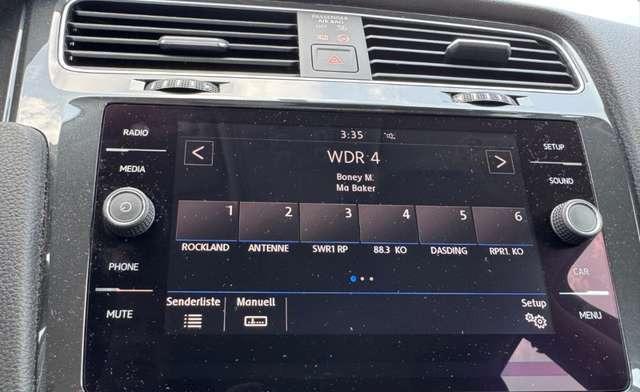 PASSENGER
AIR BAG
OFF
RADIO
MEDIA
PHONE
MUTE
SETUP
SOUND
CAR
MENU
3:35
< WDR 4 >
Boney M.
Ma Baker
1 2 3 4 5 6
ROCKLAND ANTENNE SWR1 RP 88.3 KO DASDING RPR1. KO
Senderliste Manuell Setup